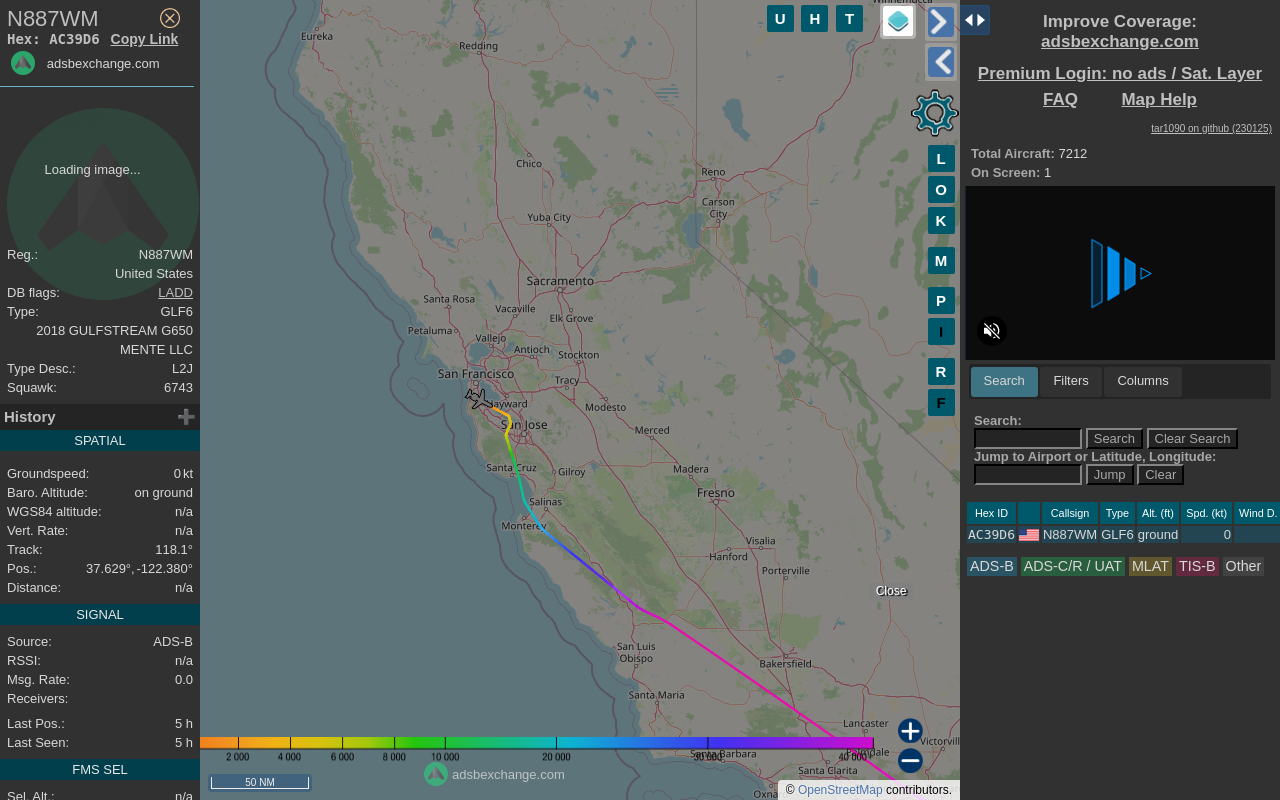 N887WM
Hex: AC39D6 Copy Link
adsbexchange.com
Loading image...
Reg.: N887WM
United States
DB flags: LADD
Type: GLF6
2018 GULFSTREAM G650
MENTE LLC
Type Desc.: L2J
Squawk: 6743
History
SPATIAL
Groundspeed: 0 kt
Baro. Altitude: on ground
WGS84 altitude: n/a
Vert. Rate: n/a
Track: 118.1°
Pos.: 37.629°, -122.380°
Distance: n/a
SIGNAL
Source: ADS-B
RSSI: n/a
Msg. Rate: 0.0
Receivers:
Last Pos.: 5 h
Last Seen: 5 h
FMS SEL
Sel. Alt.: n/a
U H T
L
O
K
M
P
I
R
F
Eureka
Redding
Chico
Reno
Carson
City
Yuba City
Sacramento
Santa Rosa
Vacaville
Elk Grove
Petaluma
Vallejo
Antioch
Stockton
San Francisco
Tracy
Hayward
Modesto
San Jose
Merced
Santa Cruz
Gilroy
Madera
Salinas
Fresno
Monterey
Visalia
Hanford
Porterville
Close
San Luis
Obispo
Bakersfield
Santa Maria
Lancaster
Palmdale
Santa Barbara
Santa Clarita
2 000 4 000 6 000 8 000 10 000 20 000 30 000 40 000+
50 NM
adsbexchange.com
© OpenStreetMap contributors.
Improve Coverage:
adsbexchange.com
Premium Login: no ads / Sat. Layer
FAQ Map Help
tar1090 on github (230125)
Total Aircraft: 7212
On Screen: 1
Search Filters Columns
Search:
Search Clear Search
Jump to Airport or Latitude, Longitude:
Jump Clear
Hex ID Callsign Type Alt. (ft) Spd. (kt) Wind D.
AC39D6 N887WM GLF6 ground 0
ADS-B ADS-C/R / UAT MLAT TIS-B Other